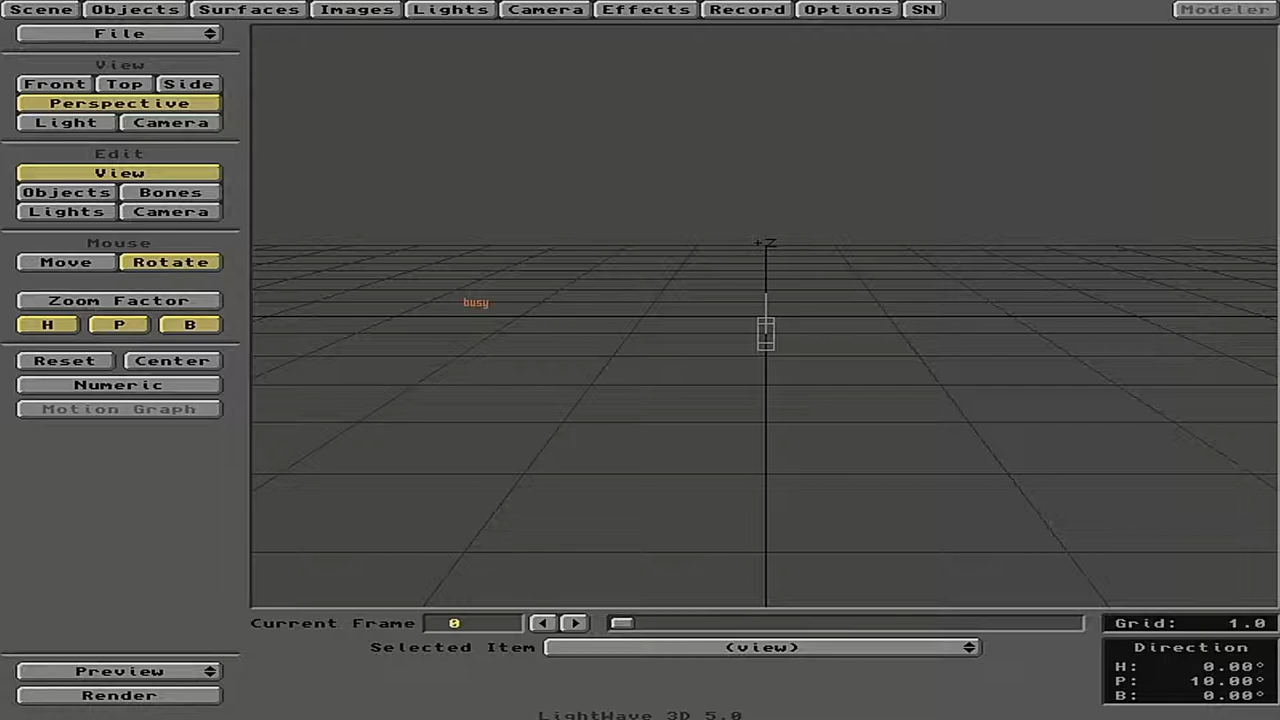 Scene Objects Surfaces Images Lights Camera Effects Record Options SN Modeler
File
View
Front Top Side
Perspective
Light Camera
Edit
View
Objects Bones
Lights Camera
Mouse
Move Rotate
Zoom Factor
H P B
Reset Center
Numeric
Motion Graph
+Z
busy
Current Frame 0
Grid: 1.0
Selected Item (view)
Direction
H: 0.00°
P: 10.00°
B: 0.00°
Preview
Render
LightWave 3D 5.0